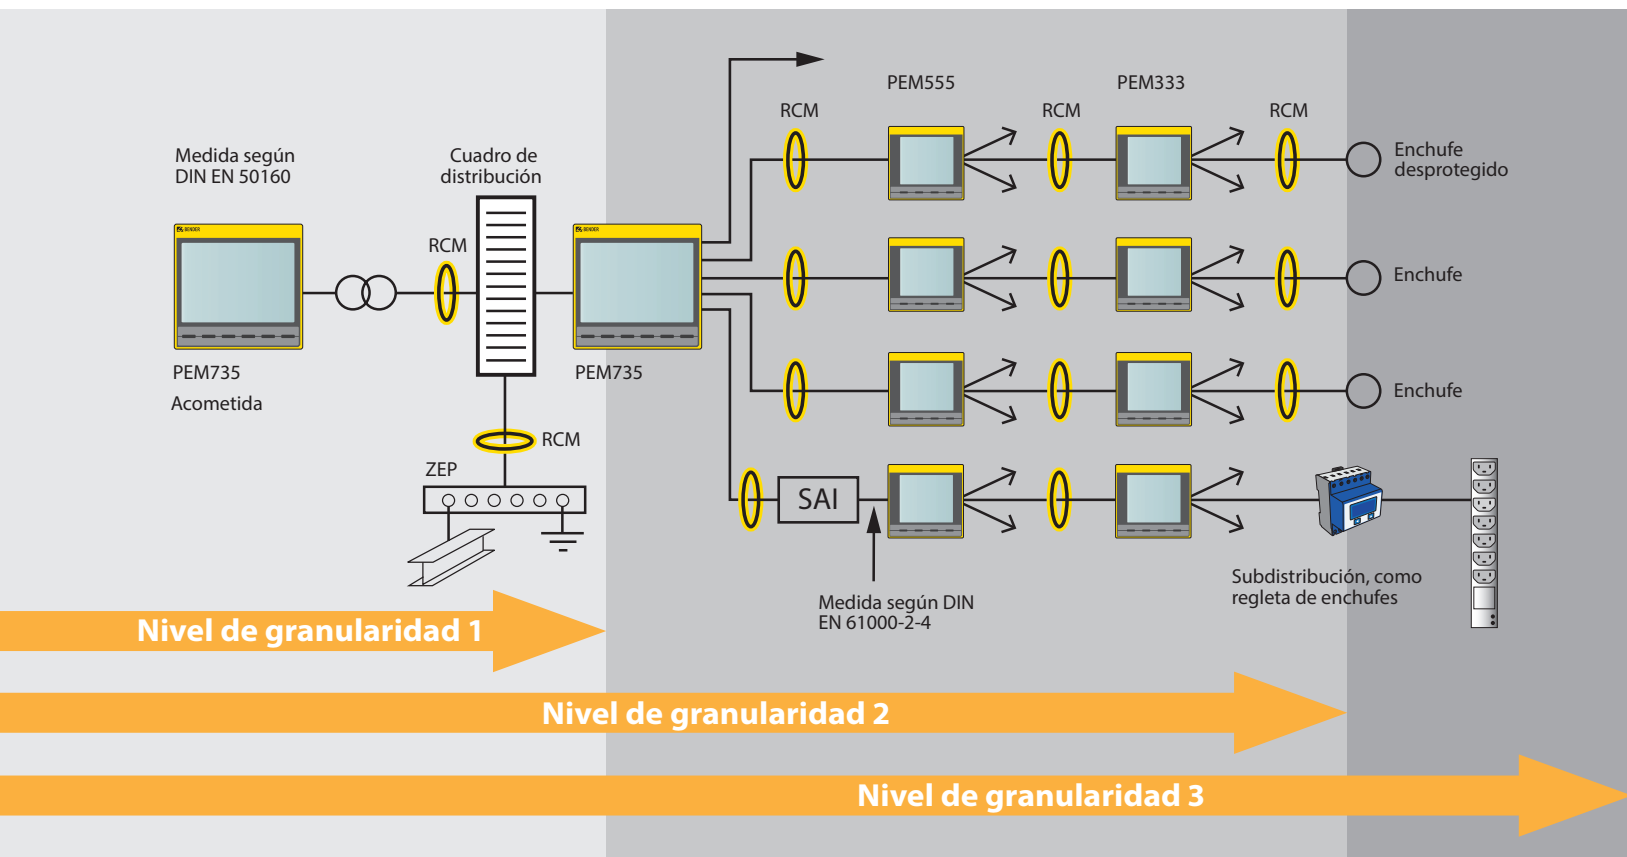 PEM555
PEM333
RCM
RCM
RCM
Medida según
DIN EN 50160
Cuadro de
distribución
Enchufe
desprotegido
BENDER
BENDER
RCM
Enchufe
PEM735
Acometida
PEM735
Enchufe
RCM
ZEP
SAI
Medida según DIN
EN 61000-2-4
Subdistribución, como
regleta de enchufes
Nivel de granularidad 1
Nivel de granularidad 2
Nivel de granularidad 3